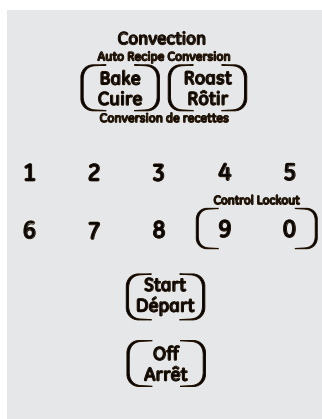 Convection
Auto Recipe Conversion
Bake Roast
Cuire Rôtir
Conversion de recettes
1 2 3 4 5
Control Lockout
6 7 8 9 0
Start
Départ
Off
Arrêt